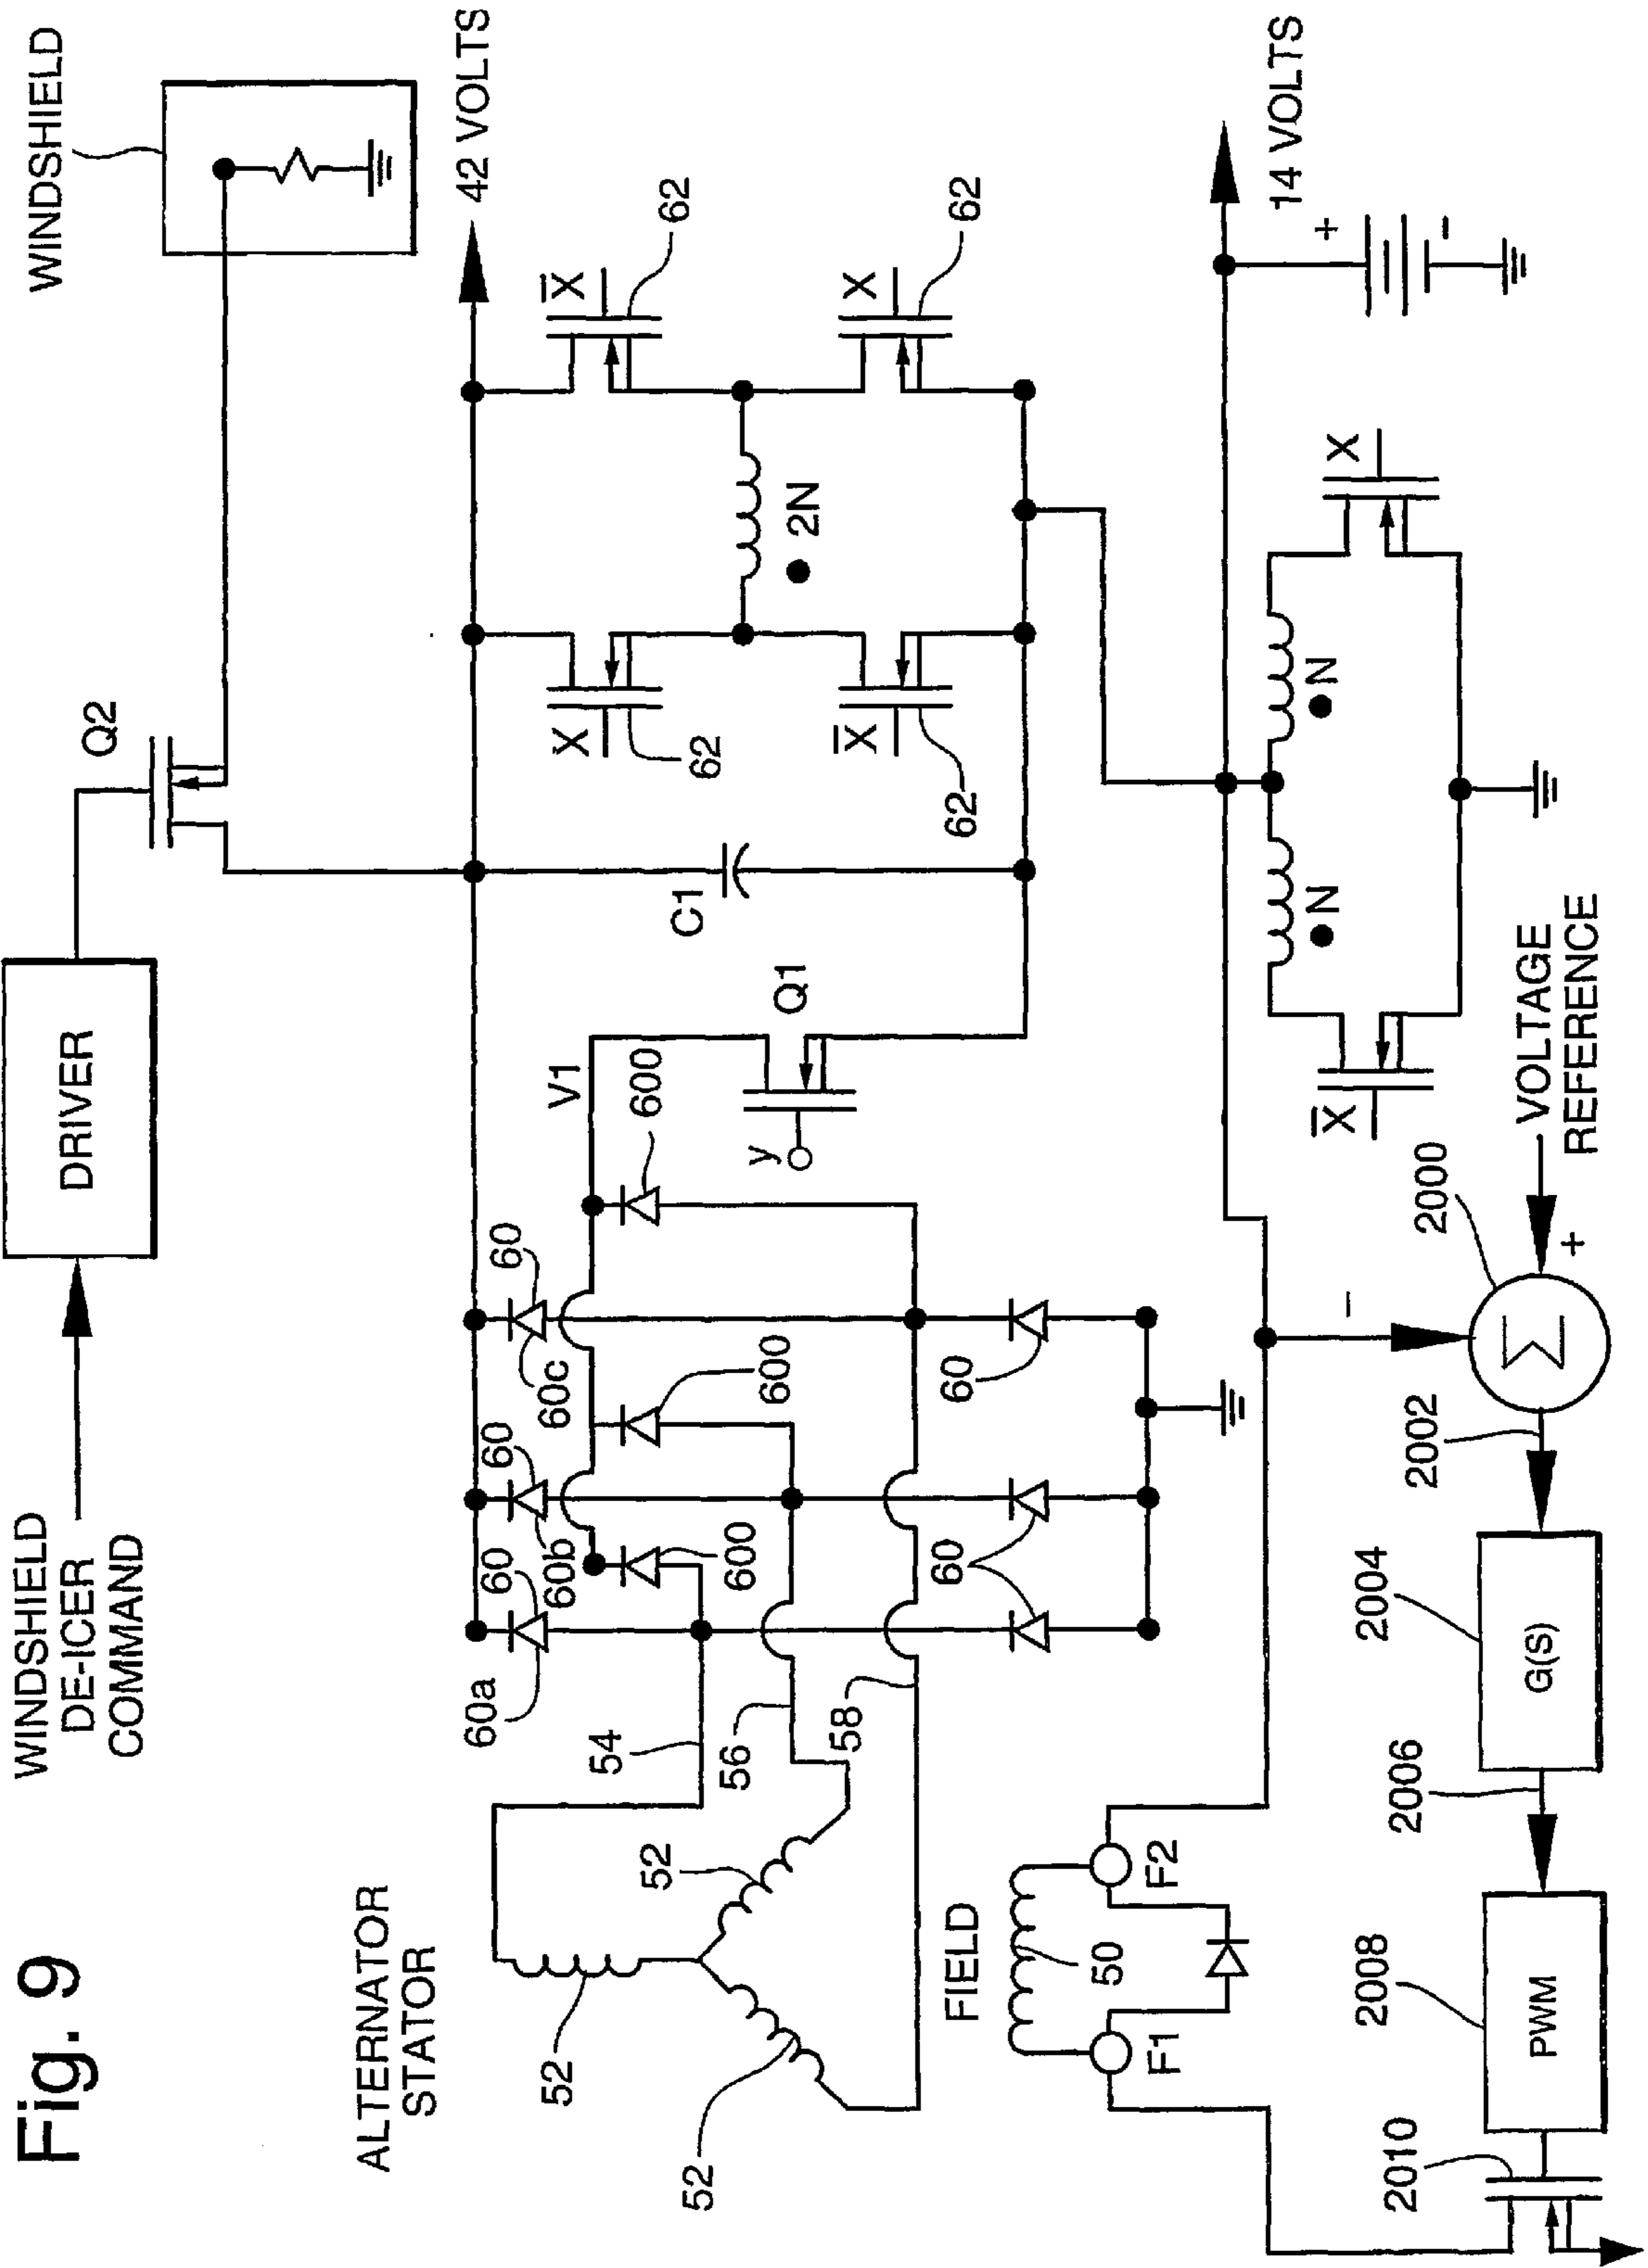 Fig. 9
WINDSHIELD
DE-ICER
COMMAND
DRIVER
Q2
WINDSHIELD
42 VOLTS
ALTERNATOR
STATOR
52
52
52
54
56
58
60a
60
60b
60
60c
60
600
600
600
60
60
V1
y
Q1
C1
X
62
X̅
62
2N
X̅
62
X
62
14 VOLTS
+
-
N
N
X
X̅
FIELD
50
F1
F2
VOLTAGE
REFERENCE
+
−
Σ
2000
2002
2004
G(S)
2006
2008
PWM
2010